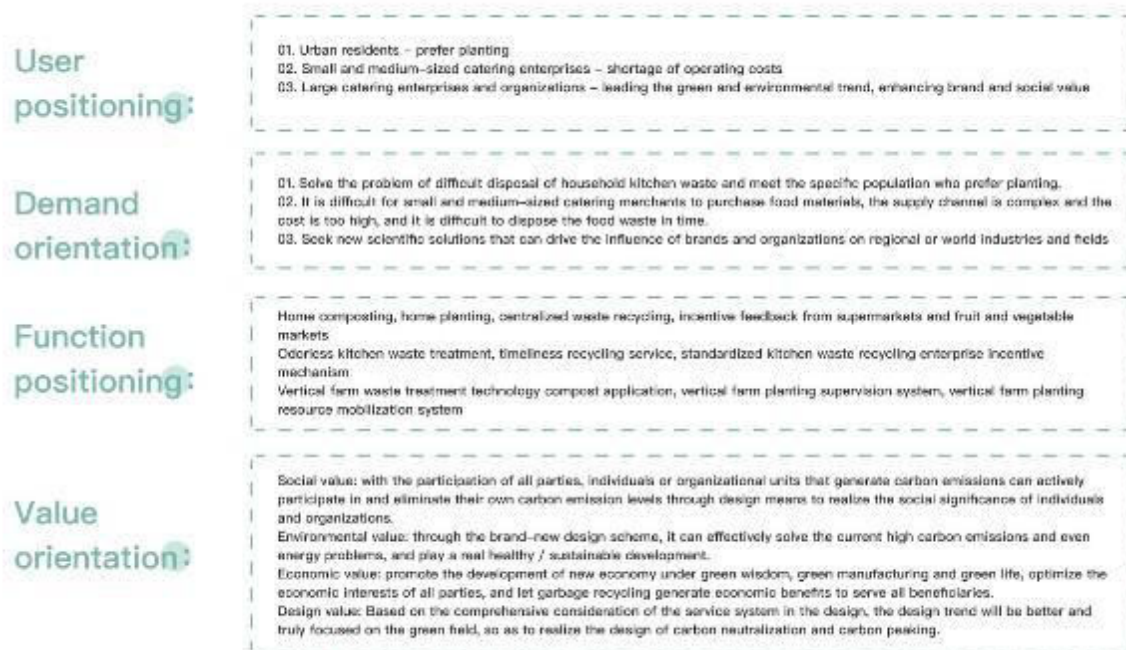 User
positioning:
01. Urban residents – prefer planting
02. Small and medium–sized catering enterprises – shortage of operating costs
03. Large catering enterprises and organizations – leading the green and environmental trend, enhancing brand and social value
Demand
orientation:
01. Solve the problem of difficult disposal of household kitchen waste and meet the specific population who prefer planting.
02. It is difficult for small and medium–sized catering merchants to purchase food materials, the supply channel is complex and the
cost is too high, and it is difficult to dispose the food waste in time.
03. Seek new scientific solutions that can drive the influence of brands and organizations on regional or world industries and fields
Function
positioning:
Home composting, home planting, centralized waste recycling, incentive feedback from supermarkets and fruit and vegetable
markets
Odorless kitchen waste treatment, timeliness recycling service, standardized kitchen waste recycling enterprise incentive
mechanism
Vertical farm waste treatment technology compost application, vertical farm planting supervision system, vertical farm planting
resource mobilization system
Value
orientation:
Social value: with the participation of all parties, individuals or organizational units that generate carbon emissions can actively
participate in and eliminate their own carbon emission levels through design means to realize the social significance of individuals
and organizations.
Environmental value: through the brand–new design scheme, it can effectively solve the current high carbon emissions and even
energy problems, and play a real healthy / sustainable development.
Economic value: promote the development of new economy under green wisdom, green manufacturing and green life, optimize the
economic interests of all parties, and let garbage recycling generate economic benefits to serve all beneficiaries.
Design value: Based on the comprehensive consideration of the service system in the design, the design trend will be better and
truly focused on the green field, so as to realize the design of carbon neutralization and carbon peaking.